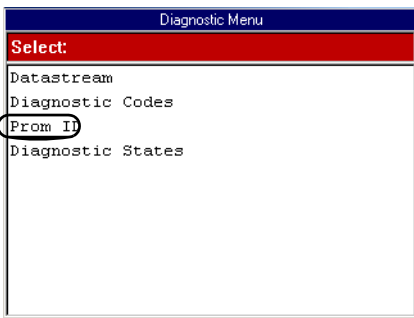 Diagnostic Menu
Select:
Datastream
Diagnostic Codes
Prom ID
Diagnostic States